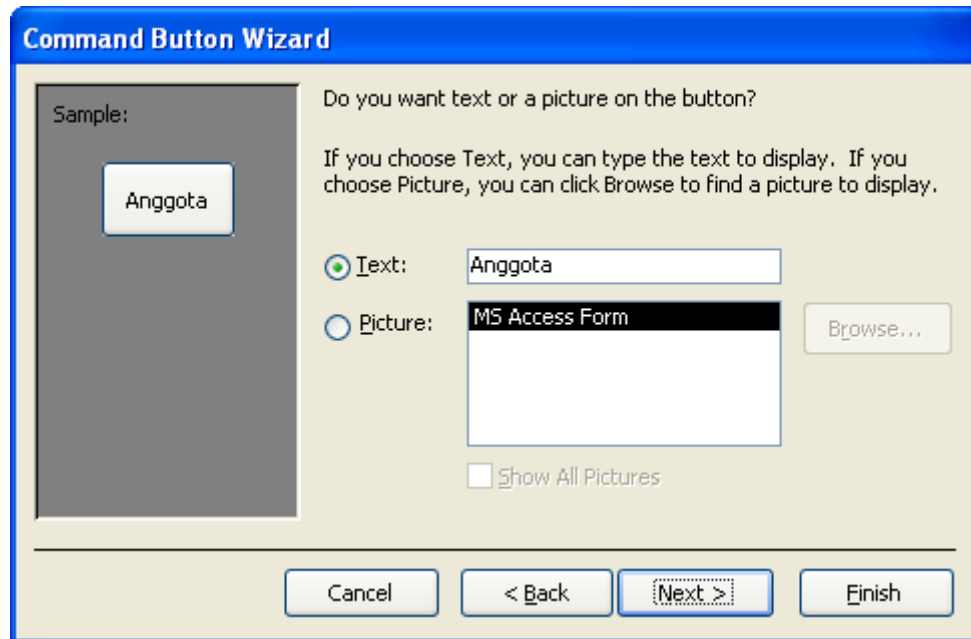 Command Button Wizard
Sample:
Anggota
Do you want text or a picture on the button?
If you choose Text, you can type the text to display.  If you
choose Picture, you can click Browse to find a picture to display.
Text: Anggota
Picture: MS Access Form
Browse...
Show All Pictures
Cancel < Back Next > Finish